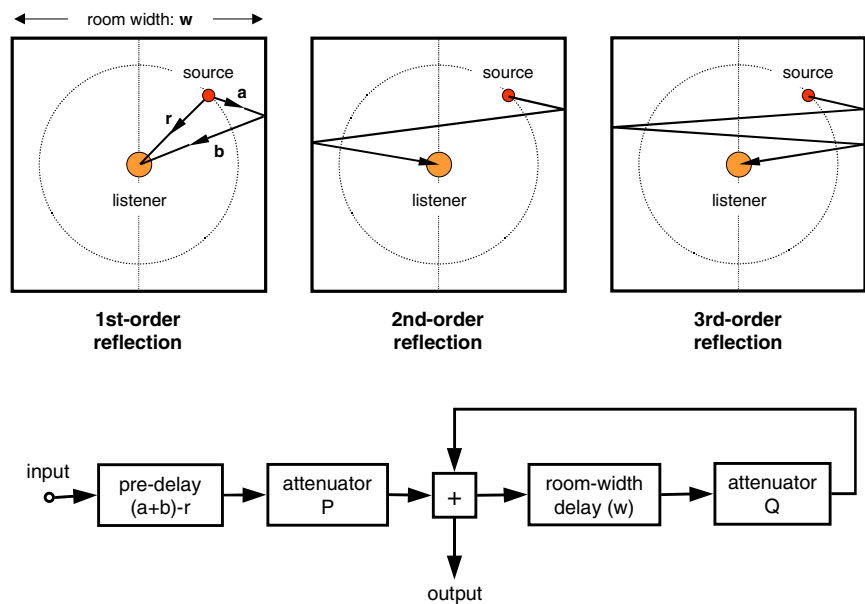 room width: w
source
a
r
b
listener
source
listener
source
listener
1st-order
reflection
2nd-order
reflection
3rd-order
reflection
input
pre-delay
(a+b)-r
attenuator
P
+
room-width
delay (w)
attenuator
Q
output